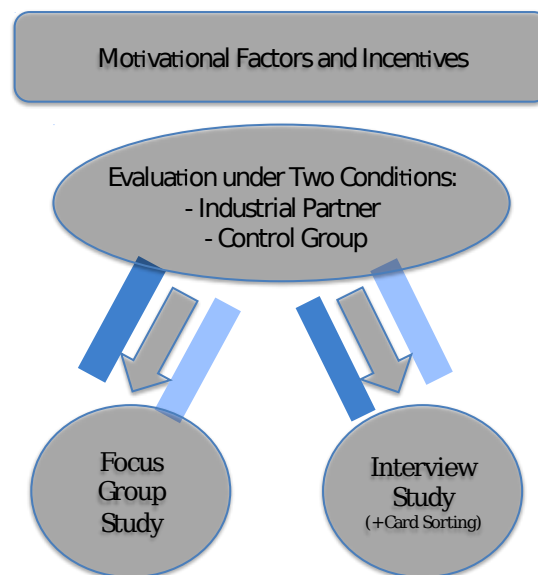 Motivational Factors and Incentives
Evaluation under Two Conditions:
- Industrial Partner
- Control Group
Focus
Group
Study
Interview
Study
(+Card Sorting)